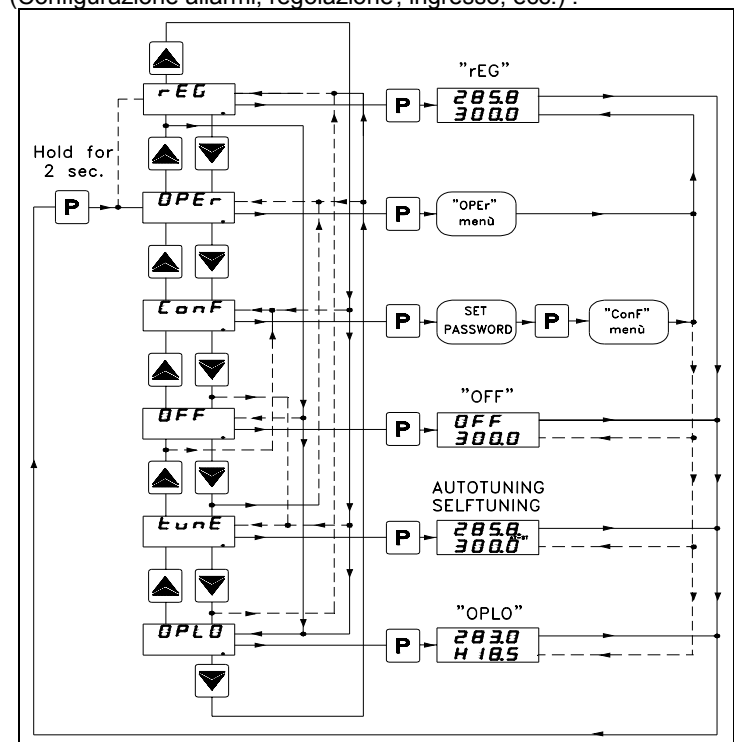 (Configurazione allarmi, regolazione, ingresso, ecc.) .
"rEG"
rEG
P
285.8
300.0
Hold for
2 sec.
P
OPEr
P
"OPEr"
menù
ConF
P
SET
PASSWORD
P
"ConF"
menù
"OFF"
OFF
P
OFF
300.0
AUTOTUNING
SELFTUNING
tunE
P
285.8
300.0
"OPLO"
OPLO
P
283.0
H 18.5